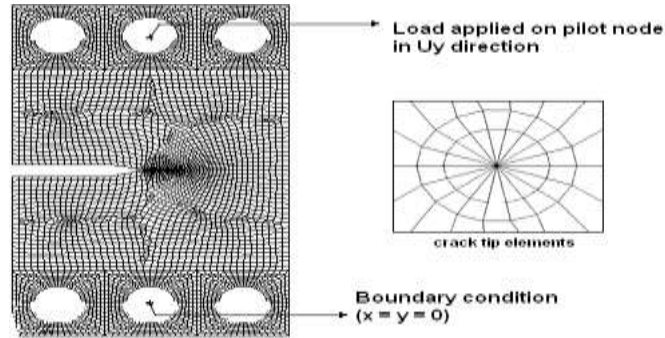 Load applied on pilot node
in Uy direction
crack tip elements
Boundary condition
(x = y = 0)